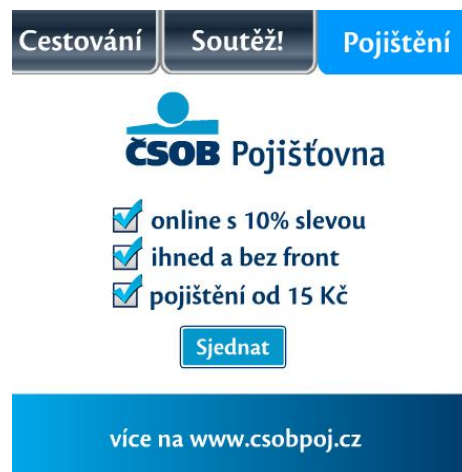 Cestování Soutěž! Pojištění
ČSOB Pojišťovna
online s 10% slevou
ihned a bez front
pojištění od 15 Kč
Sjednat
více na www.csobpoj.cz